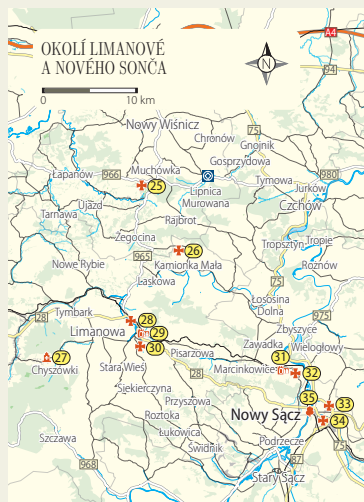 OKOLÍ LIMANOVÉ
A NOVÉHO SONČA
0 10 km
N
A4
94
Nowy Wiśnicz
75
Chronów
Gnojnik
Gosprzydowa
Łapanów
966
Muchówka
25
Lipnica
Murowana
Tymowa
980
Jurków
Czchów
Ujazd
Tarnawa
Rajbrot
Żegocina
26
Tropsztyn
Tropie
965
Kamionka Mała
Nowe Rybie
Rożnów
Laskowa
75
Łososina
Dolna
28
Tymbark
975
Limanowa
28
29
30
Zbyszyce
Zawadka
Wielogłowy
27
Chyszówki
Pisarzowa
31
Marcinkowice
32
Stara Wieś
28
Siekierczyna
Przyszowa
35
33
34
Roztoka
Nowy Sącz
Szczawa
Łukowica
Świdnik
Podrzecze
75
968
87
Stary Sącz